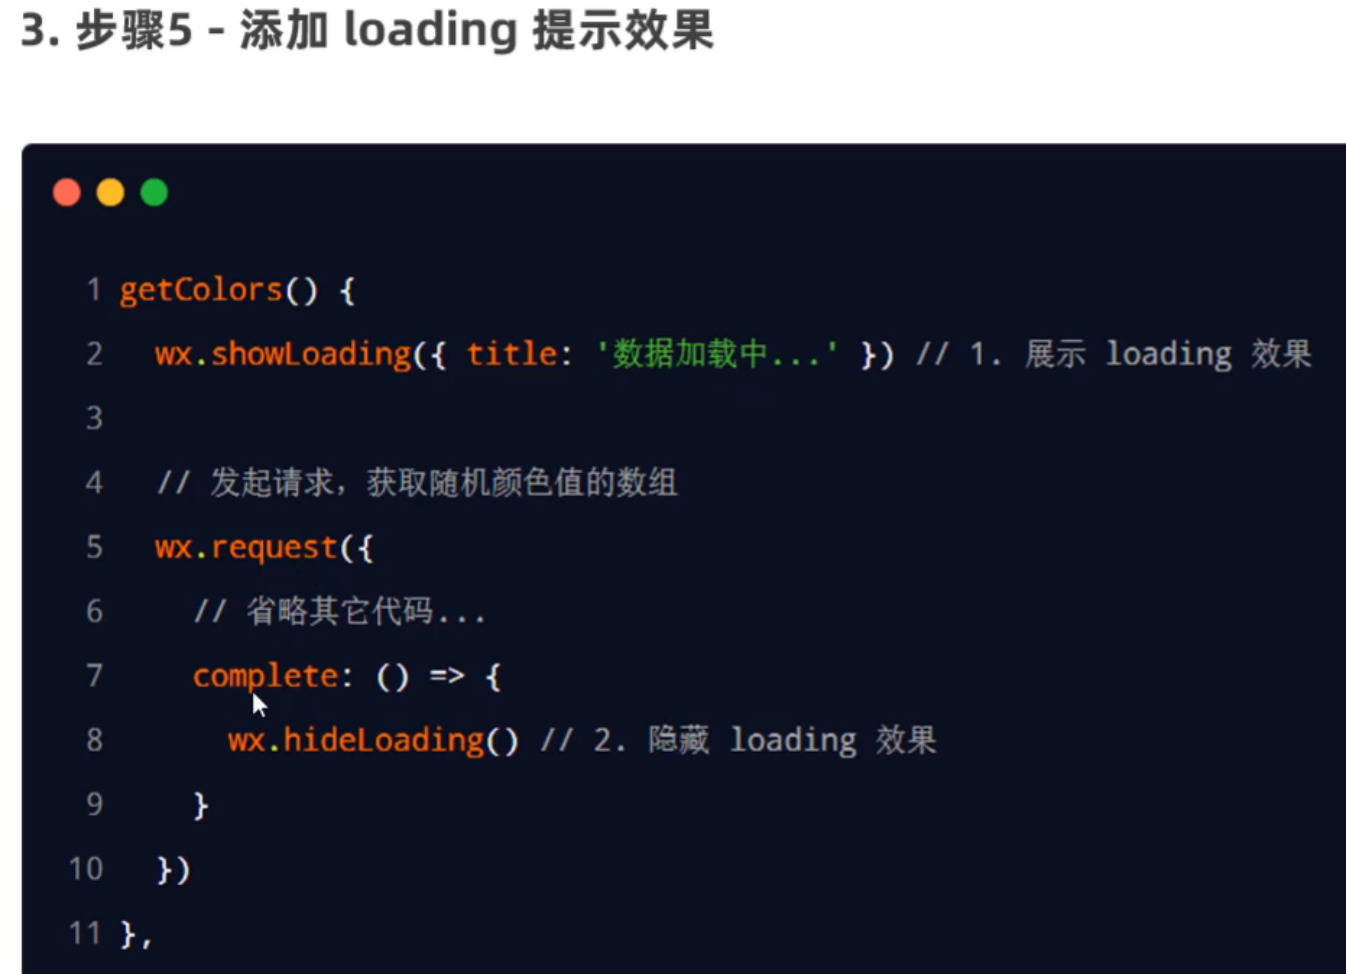 3. 步骤5 - 添加 loading 提示效果
1 getColors() {
2 wx.showLoading({ title: '数据加载中...' }) // 1. 展示 loading 效果
3
4 // 发起请求，获取随机颜色值的数组
5 wx.request({
6 // 省略其它代码...
7 complete: () => {
8 wx.hideLoading() // 2. 隐藏 loading 效果
9 }
10 })
11 },